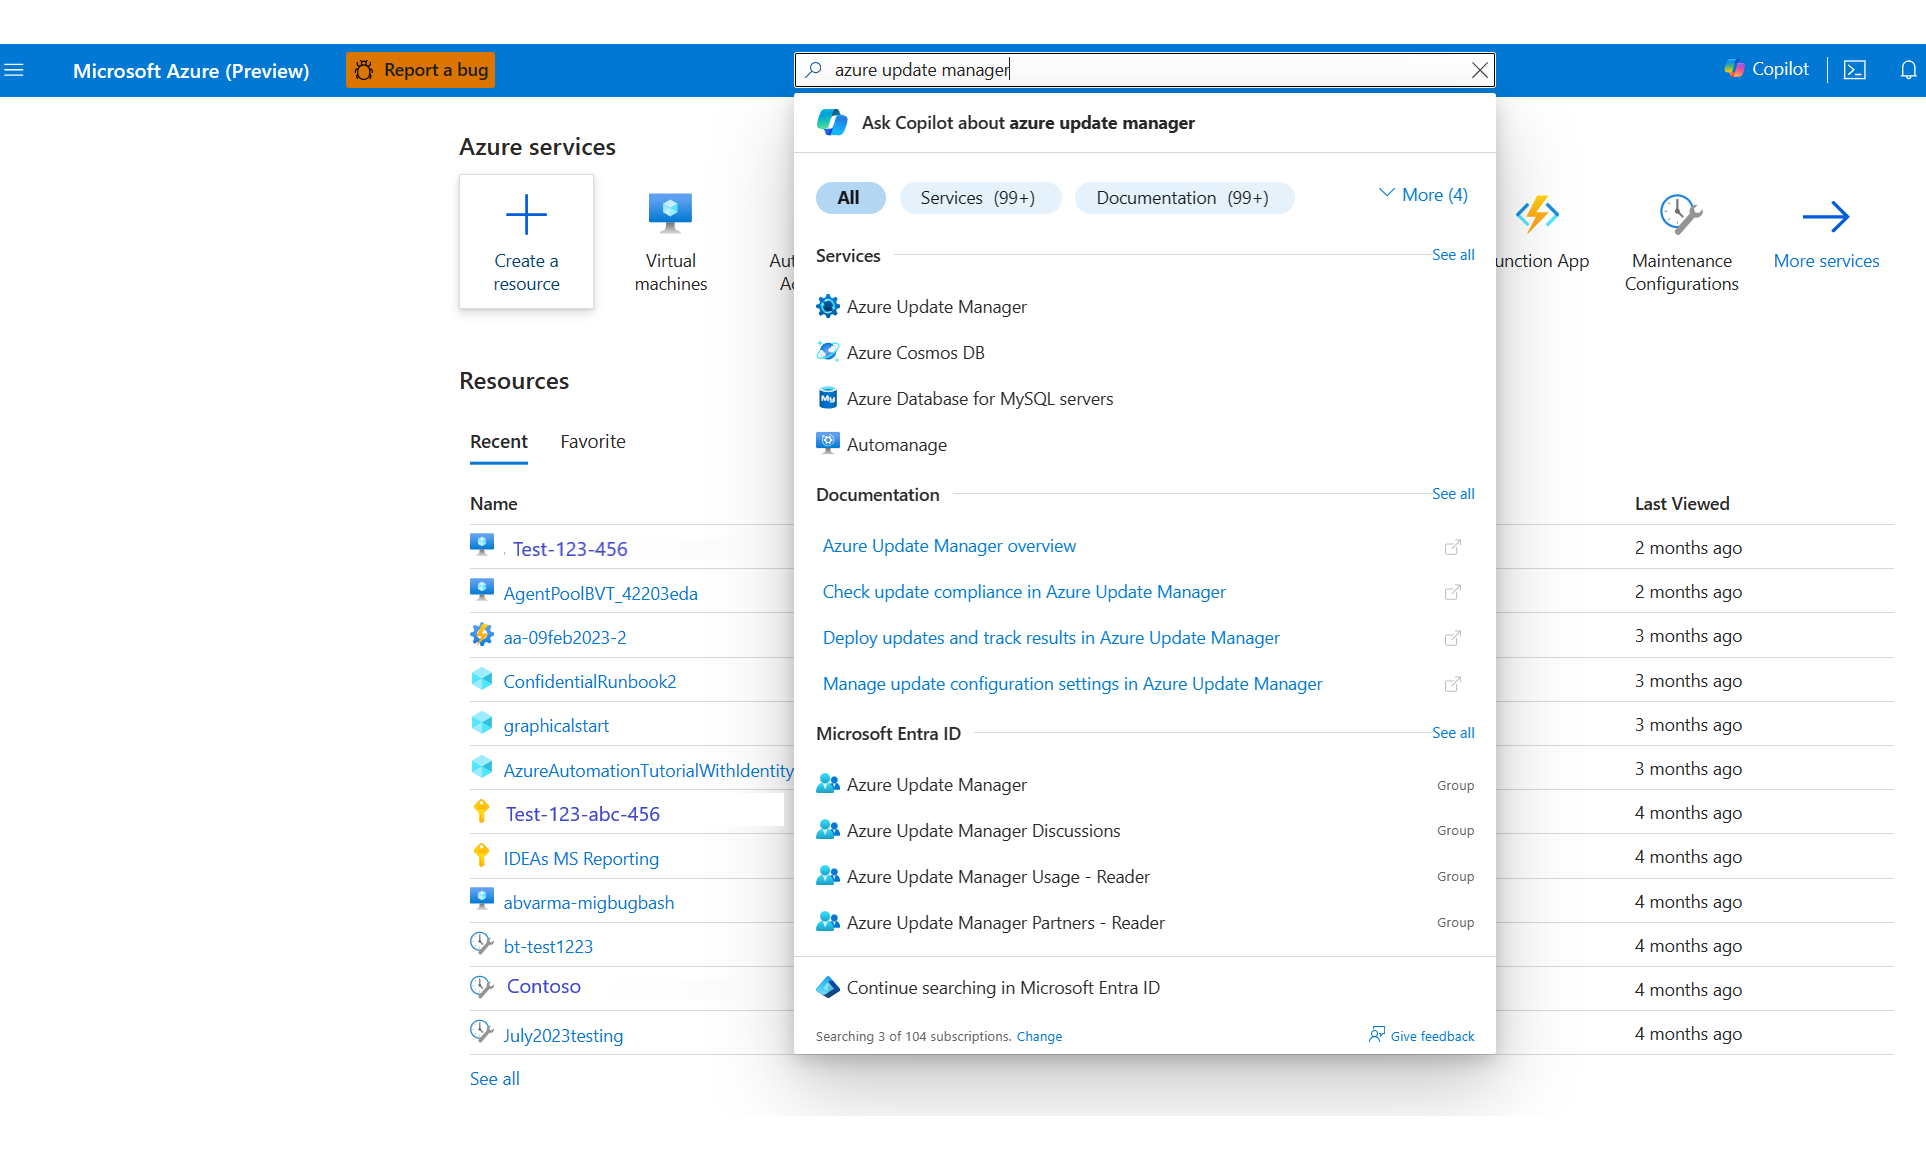 Microsoft Azure (Preview)
Report a bug
azure update manager
Copilot
Ask Copilot about azure update manager
All
Services (99+)
Documentation (99+)
More (4)
Services
See all
Azure Update Manager
Azure Cosmos DB
Azure Database for MySQL servers
My
Automanage
Documentation
See all
Azure Update Manager overview
Check update compliance in Azure Update Manager
Deploy updates and track results in Azure Update Manager
Manage update configuration settings in Azure Update Manager
Microsoft Entra ID
See all
Azure Update Manager
Group
Azure Update Manager Discussions
Group
Azure Update Manager Usage - Reader
Group
Azure Update Manager Partners - Reader
Group
Continue searching in Microsoft Entra ID
Searching 3 of 104 subscriptions. Change
Give feedback
Azure services
Create a
resource
Virtual
machines
Aut
A
unction App
Maintenance
Configurations
More services
Resources
Recent
Favorite
Name
Last Viewed
Test-123-456
2 months ago
AgentPoolBVT_42203eda
2 months ago
aa-09feb2023-2
3 months ago
ConfidentialRunbook2
3 months ago
graphicalstart
3 months ago
AzureAutomationTutorialWithIdentity
3 months ago
Test-123-abc-456
4 months ago
IDEAs MS Reporting
4 months ago
abvarma-migbugbash
4 months ago
bt-test1223
4 months ago
Contoso
4 months ago
July2023testing
4 months ago
See all